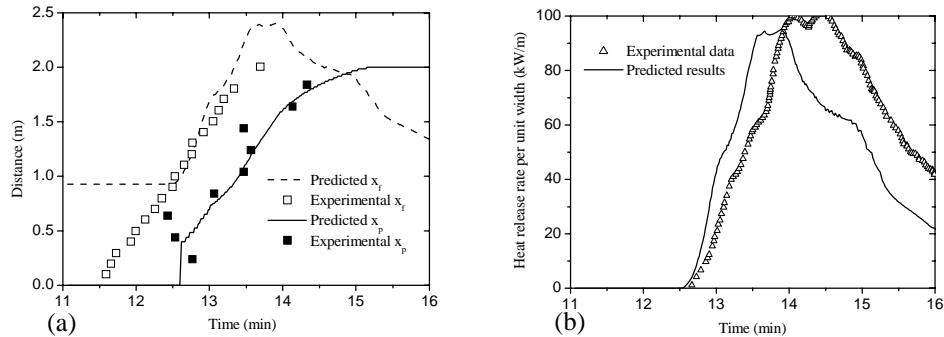 2.5
2.0
1.5
1.0
0.5
0.0
Distance (m)
Predicted x_f
Experimental x_f
Predicted x_p
Experimental x_p
11 12 13 14 15 16
(a)
Time (min)
100
80
60
40
20
0
Heat release rate per unit width (kW/m)
Experimental data
Predicted results
11 12 13 14 15 16
(b)
Time (min)